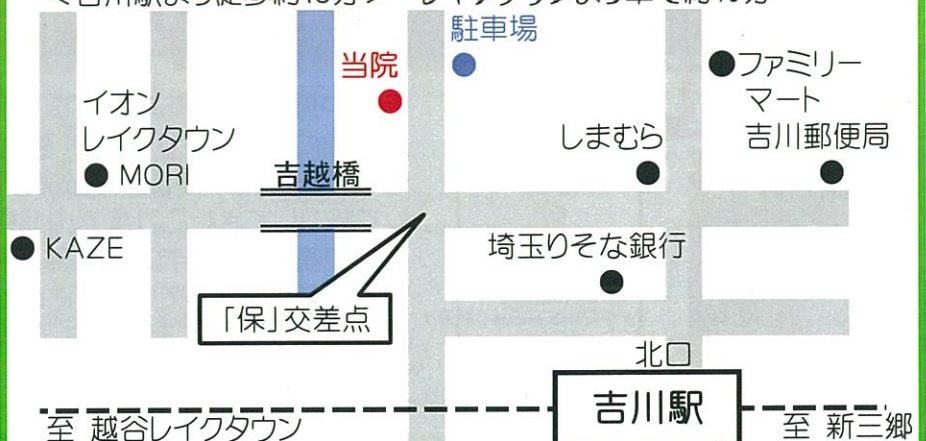 駐車場
当院
ファミリー
マート
イオン
レイクタウン
MORI
しまむら
吉川郵便局
吉越橋
KAZE
埼玉りそな銀行
「保」交差点
北口
吉川駅
至 越谷レイクタウン
至 新三郷